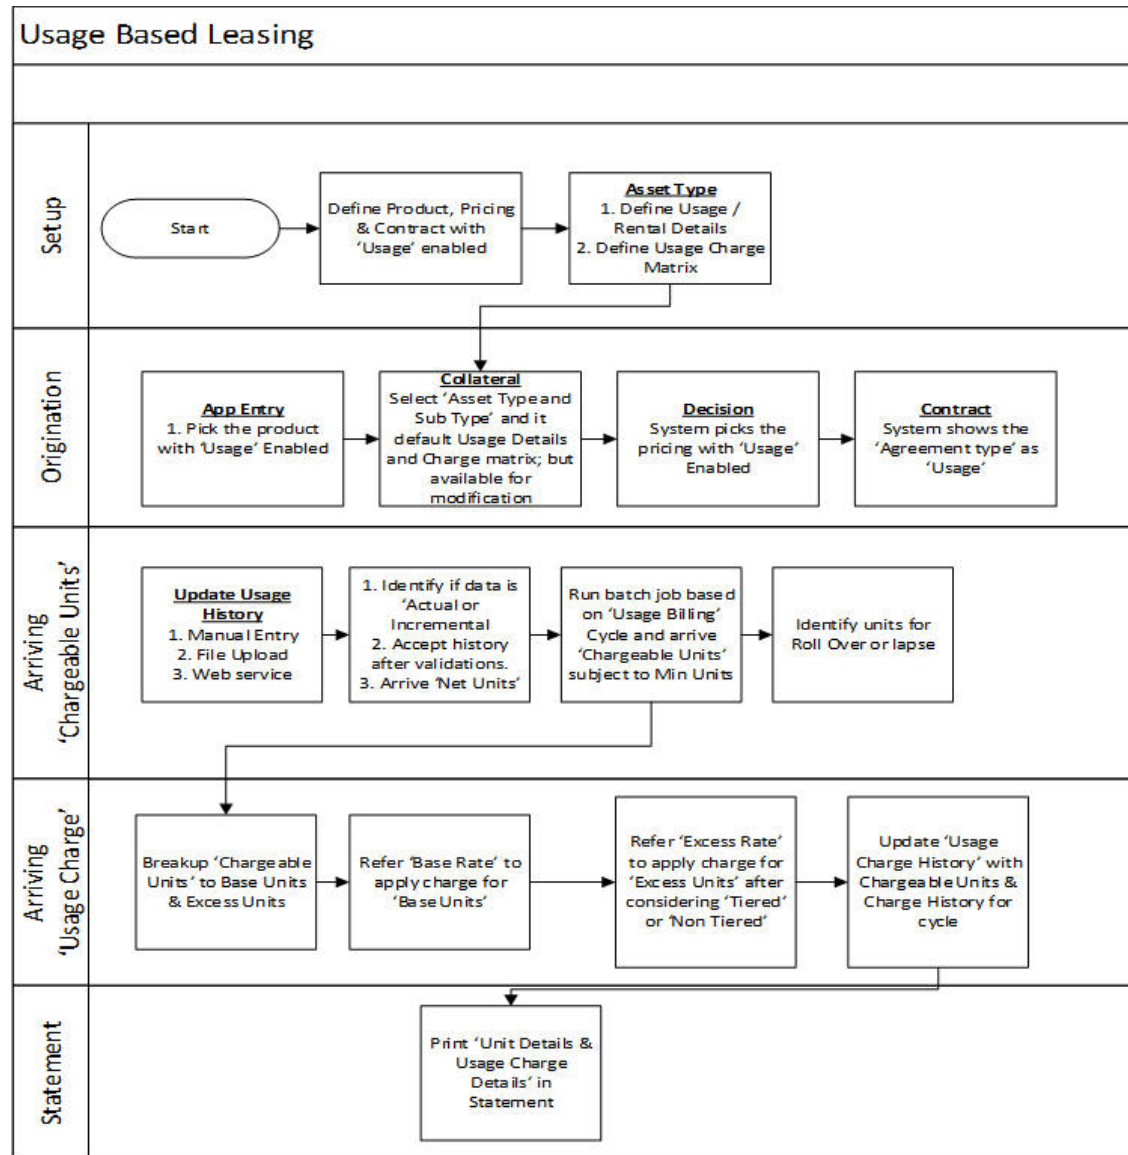 Usage Based Leasing
Setup
Start
Define Product, Pricing
& Contract with
‘Usage’ enabled
Asset Type
1. Define Usage /
Rental Details
2. Define Usage Charge
Matrix
Origination
App Entry
1. Pick the product
with ‘Usage’ Enabled
Collateral
Select ‘Asset Type and
Sub Type’ and it
default Usage Details
and Charge matrix; but
available for
modification
Decision
System picks the
pricing with ‘Usage’
Enabled
Contract
System shows the
‘Agreement type’ as
‘Usage’
Arriving
‘Chargeable Units’
Update Usage
History
1. Manual Entry
2. File Upload
3. Web service
1. Identify if data is
‘Actual or
Incremental
2. Accept history
after validations.
3. Arrive ‘Net Units’
Run batch job based
on ‘Usage Billing’
Cycle and arrive
‘Chargeable Units’
subject to Min Units
Identify units for
Roll Over or lapse
Arriving
‘Usage Charge’
Breakup ‘Chargeable
Units’ to Base Units
& Excess Units
Refer ‘Base Rate’ to
apply charge for
‘Base Units’
Refer ‘Excess Rate’
to apply charge for
‘Excess Units’ after
considering ‘Tiered’
or ‘Non Tiered’
Update ‘Usage
Charge History’ with
Chargeable Units &
Charge History for
cycle
Statement
Print ‘Unit Details &
Usage Charge
Details’ in
Statement